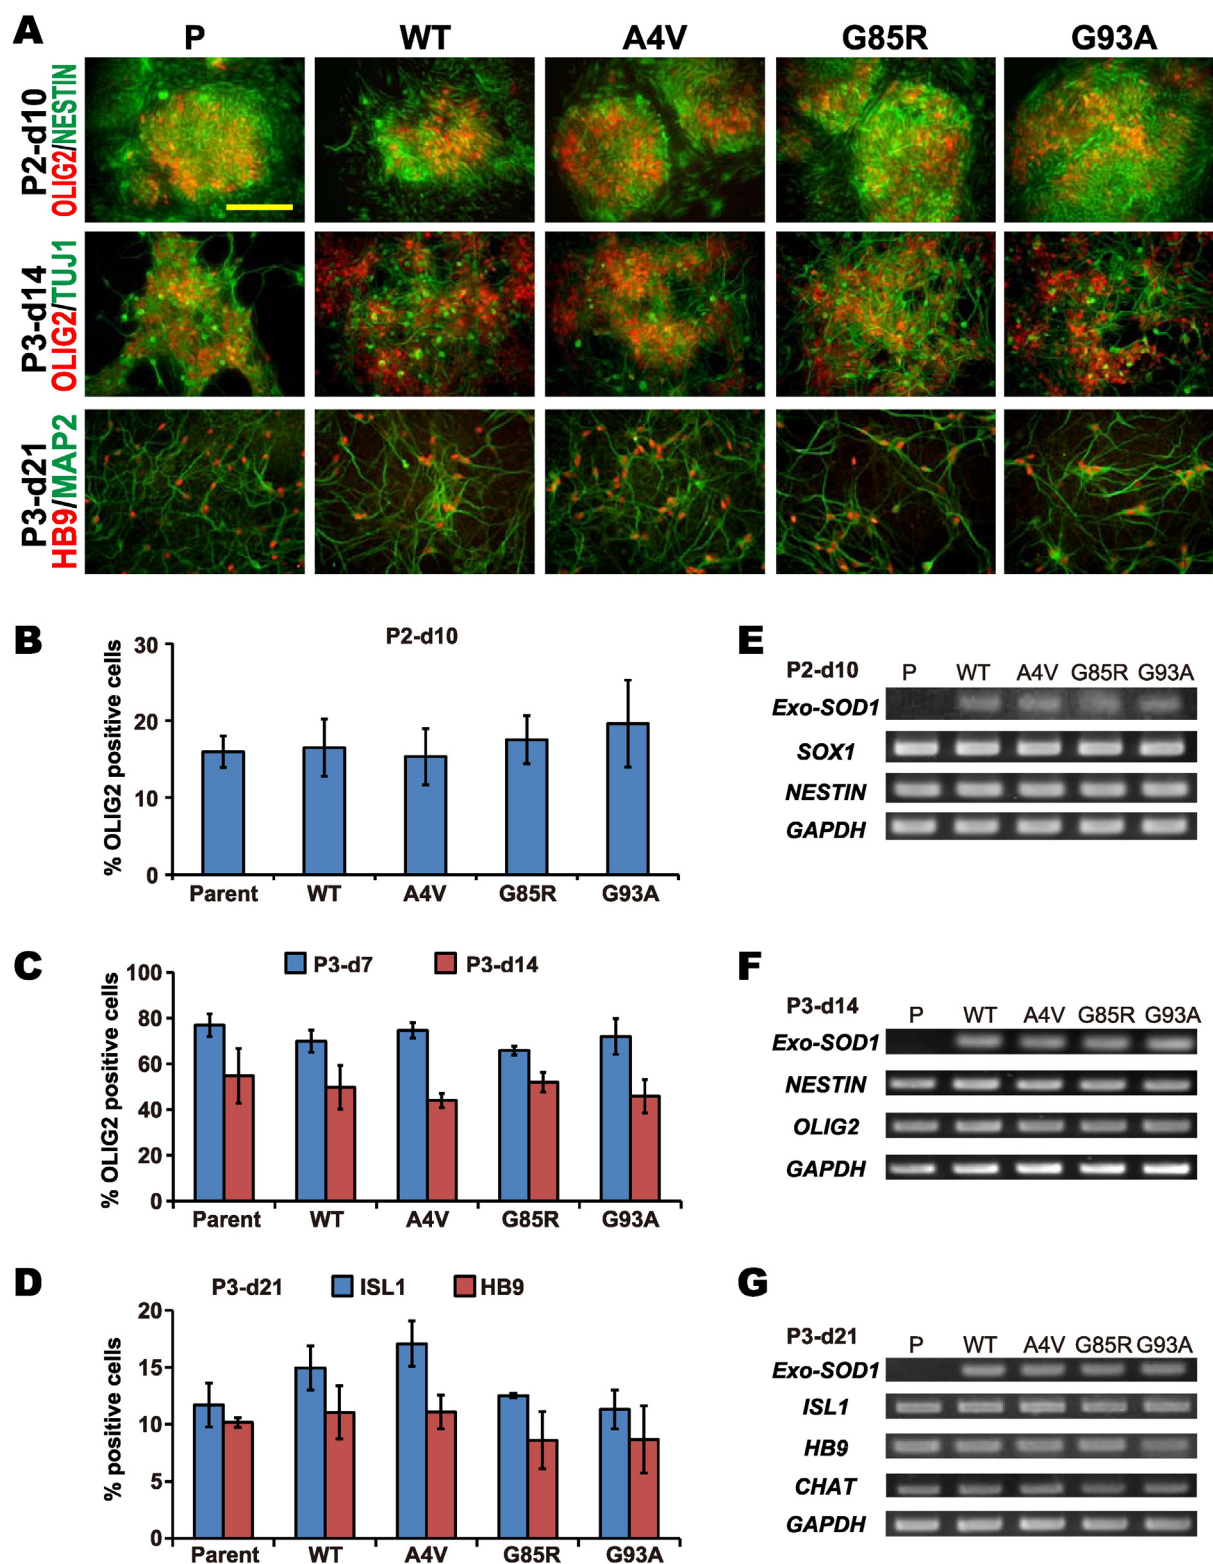 A
P WT A4V G85R G93A
P2-d10
OLIG2/NESTIN
P3-d14
OLIG2/TUJ1
P3-d21
HB9/MAP2
B
P2-d10
% OLIG2 positive cells
30
20
10
0
Parent WT A4V G85R G93A
C
P3-d7 P3-d14
% OLIG2 positive cells
100
80
60
40
20
0
Parent WT A4V G85R G93A
D
P3-d21 ISL1 HB9
% positive cells
20
15
10
5
0
Parent WT A4V G85R G93A
E
P2-d10 P WT A4V G85R G93A
Exo-SOD1
SOX1
NESTIN
GAPDH
F
P3-d14 P WT A4V G85R G93A
Exo-SOD1
NESTIN
OLIG2
GAPDH
G
P3-d21 P WT A4V G85R G93A
Exo-SOD1
ISL1
HB9
CHAT
GAPDH